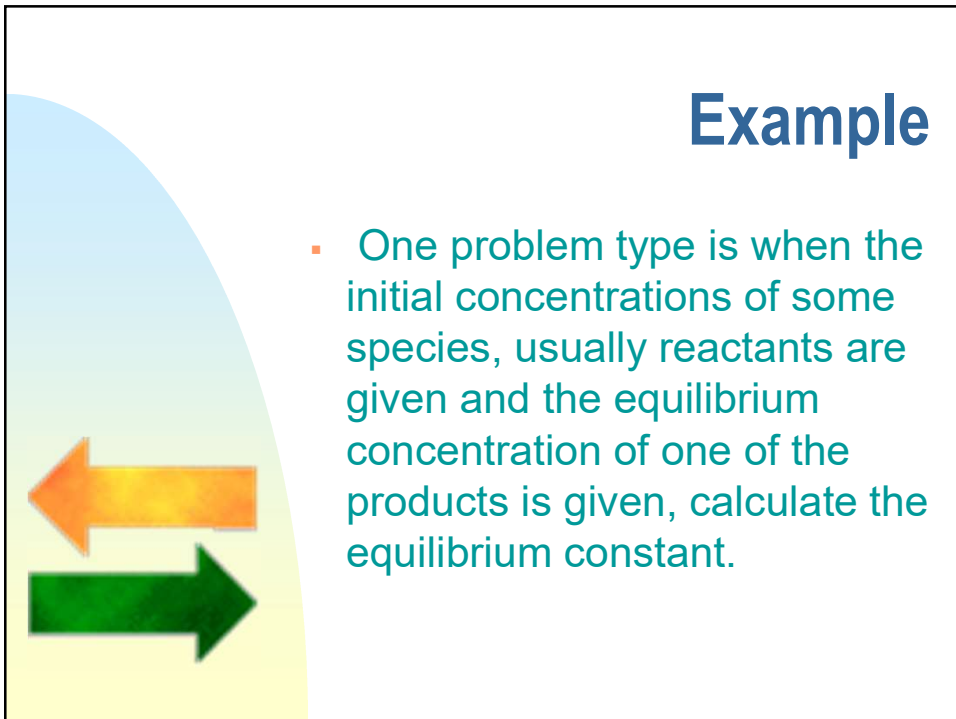 Example
▪ One problem type is when the
initial concentrations of some
species, usually reactants are
given and the equilibrium
concentration of one of the
products is given, calculate the
equilibrium constant.